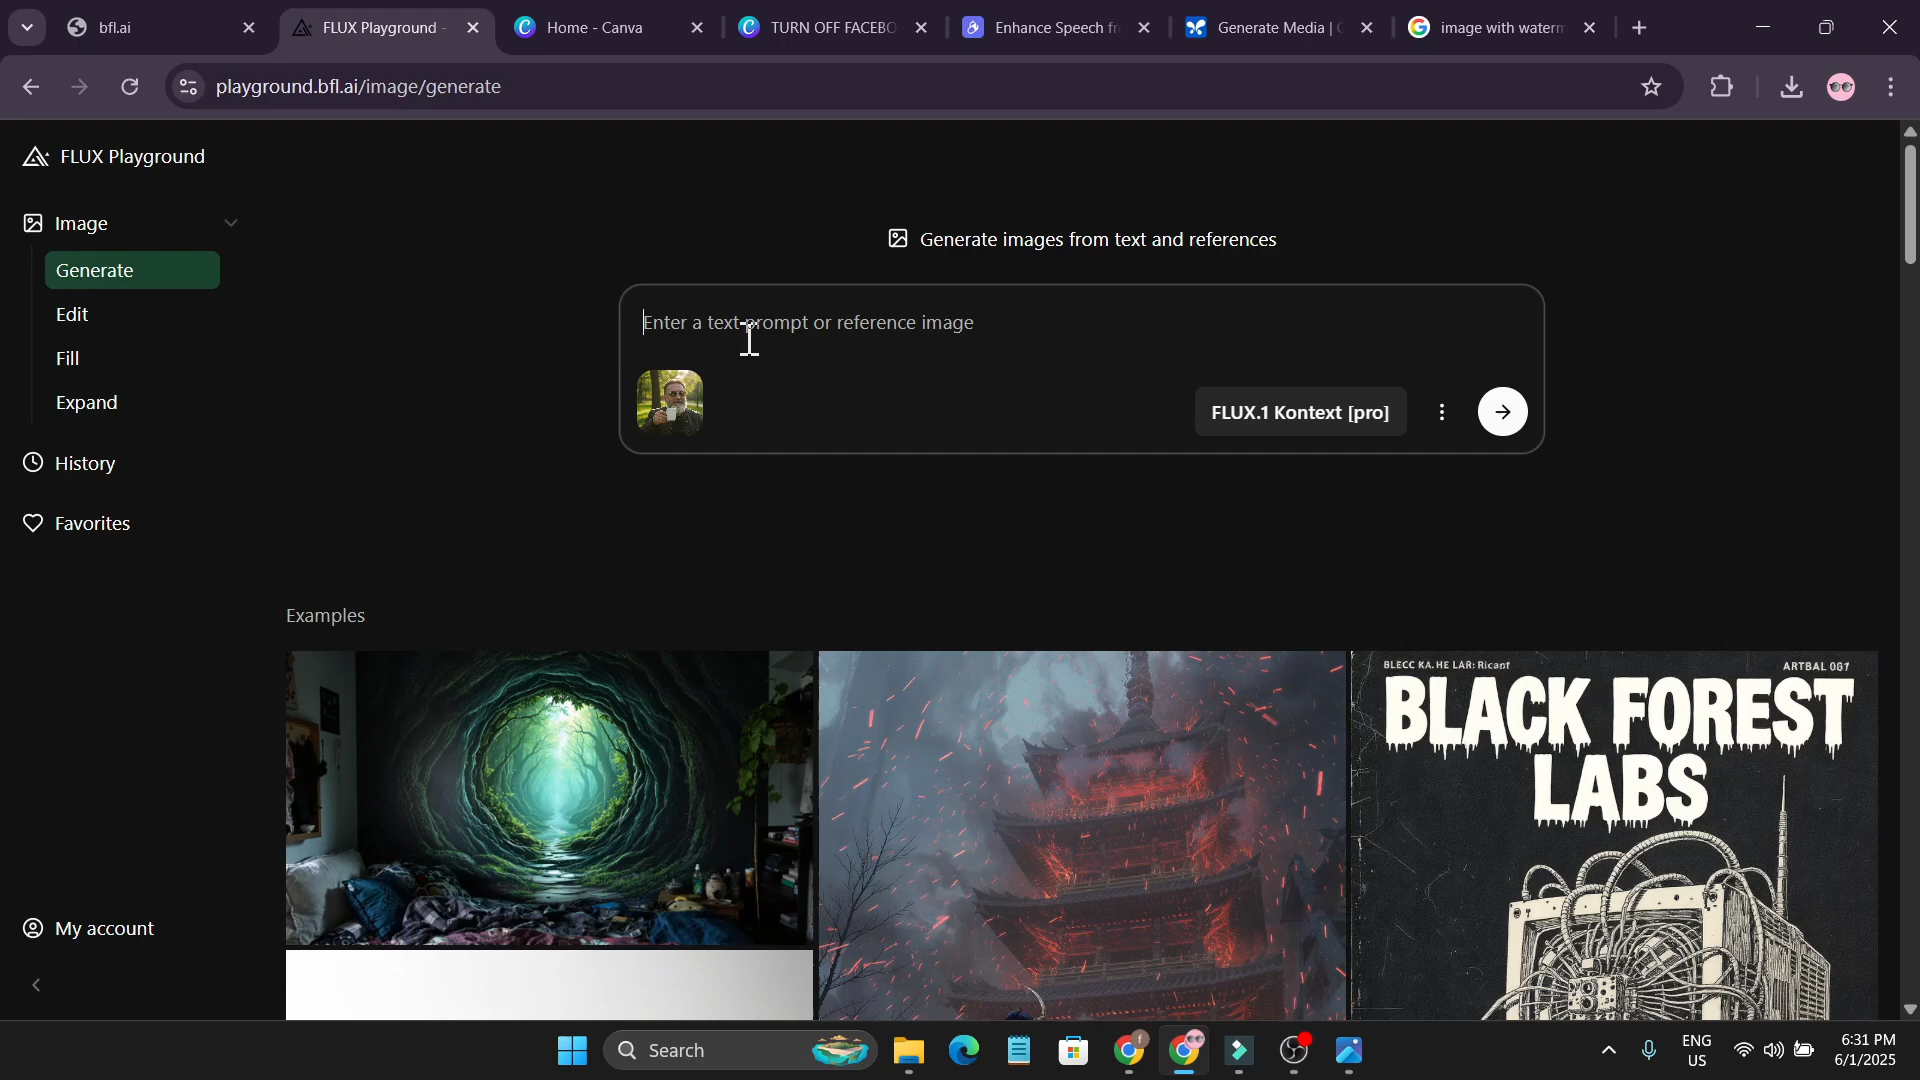 bfl.ai
FLUX Playground -
Home - Canva
TURN OFF FACEBO
Enhance Speech fr
Generate Media |
image with waterm
playground.bfl.ai/image/generate
FLUX Playground
Image
Generate
Edit
Fill
Expand
History
Favorites
My account
Generate images from text and references
Enter a text prompt or reference image
FLUX.1 Kontext [pro]
Examples
BLECC KA.HE LAR: Ricant
ARTBAL 001
BLACK FOREST
LABS
Search
ENG
US
6:31 PM
6/1/2025